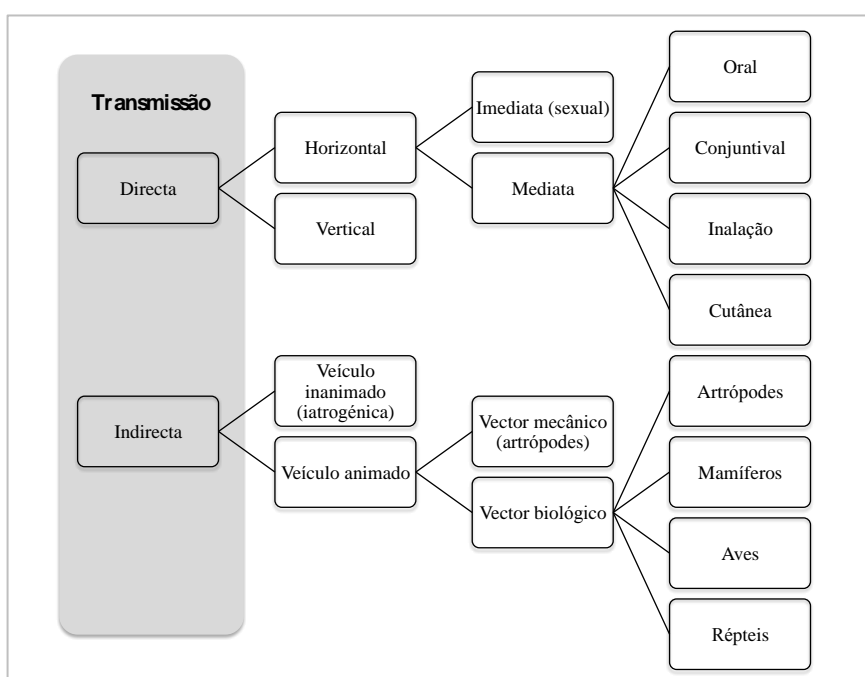 Transmissão
Directa
Horizontal
Vertical
Imediata (sexual)
Mediata
Oral
Conjuntival
Inalação
Cutânea
Indirecta
Veículo
inanimado
(iatrogénica)
Veículo animado
Vector mecânico
(artrópodes)
Vector biológico
Artrópodes
Mamíferos
Aves
Répteis